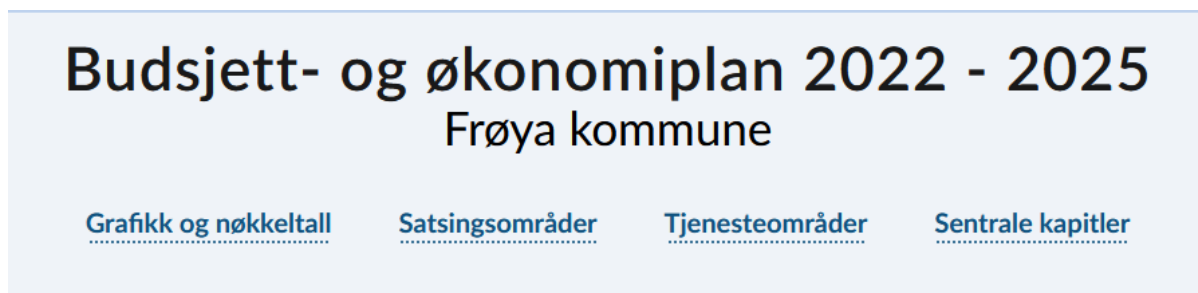 Budsjett- og økonomiplan 2022 - 2025
Frøya kommune
Grafikk og nøkkeltall Satsingsområder Tjenesteområder Sentrale kapitler